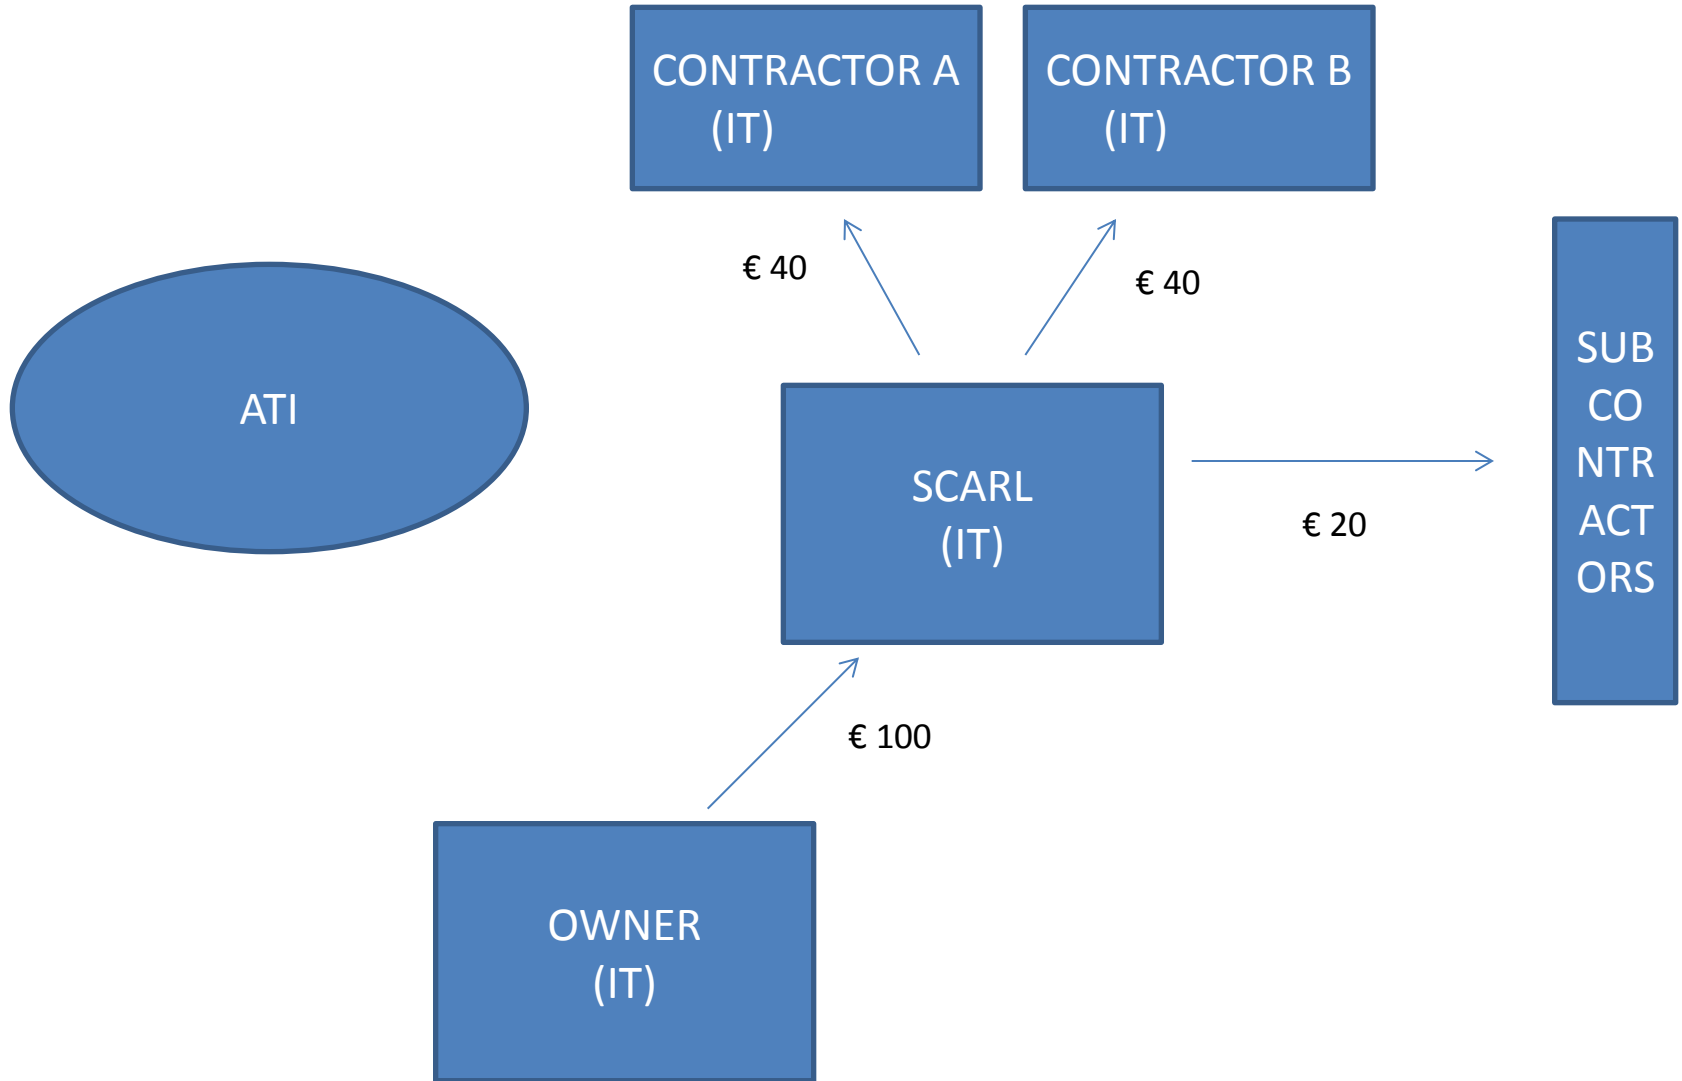 CONTRACTOR A
(IT)
CONTRACTOR B
(IT)
€ 40
€ 40
ATI
SCARL
(IT)
€ 20
SUB
CO
NTR
ACT
ORS
€ 100
OWNER
(IT)